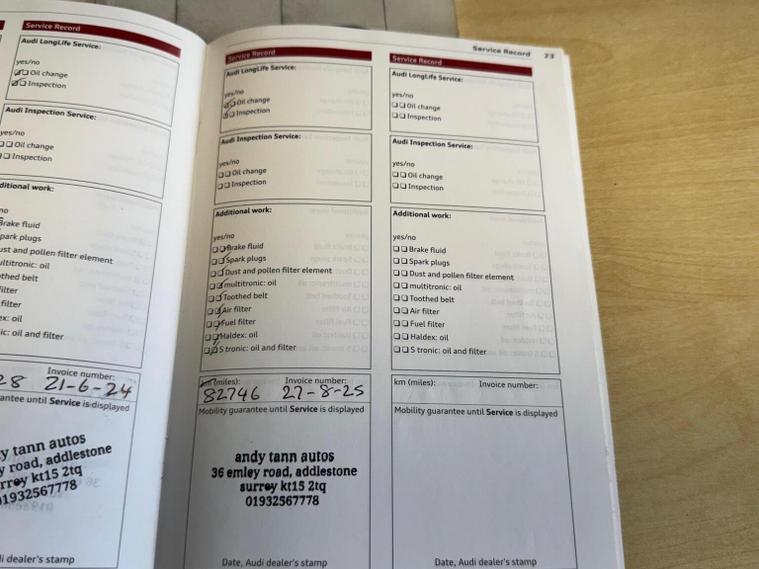 Service Record
Audi LongLife Service:
yes/no
Oil change
Inspection
Audi Inspection Service:
yes/no
Oil change
Inspection
ditional work:
no
Brake fluid
park plugs
ust and pollen filter element
ultitronic: oil
othed belt
filter
filter
ex: oil
ic: oil and filter
Invoice number:
28 21-6-24
antee until Service is displayed
y tann autos
y road, addlestone
rrey kt15 2tq
01932567778
di dealer's stamp
Service Record
Audi LongLife Service:
yes/no
Oil change
Inspection
Audi Inspection Service:
yes/no
Oil change
Inspection
Additional work:
yes/no
Brake fluid
Spark plugs
Dust and pollen filter element
multitronic: oil
Toothed belt
Air filter
Fuel filter
Haldex: oil
S tronic: oil and filter
km (miles): Invoice number:
82746 27-8-25
Mobility guarantee until Service is displayed
andy tann autos
36 emley road, addlestone
surrey kt15 2tq
01932567778
Date, Audi dealer's stamp
Service Record 23
Service Record
Audi LongLife Service:
yes/no
Oil change
Inspection
Audi Inspection Service:
yes/no
Oil change
Inspection
Additional work:
yes/no
Brake fluid
Spark plugs
Dust and pollen filter element
multitronic: oil
Toothed belt
Air filter
Fuel filter
Haldex: oil
S tronic: oil and filter
km (miles): Invoice number:
Mobility guarantee until Service is displayed
Date, Audi dealer's stamp